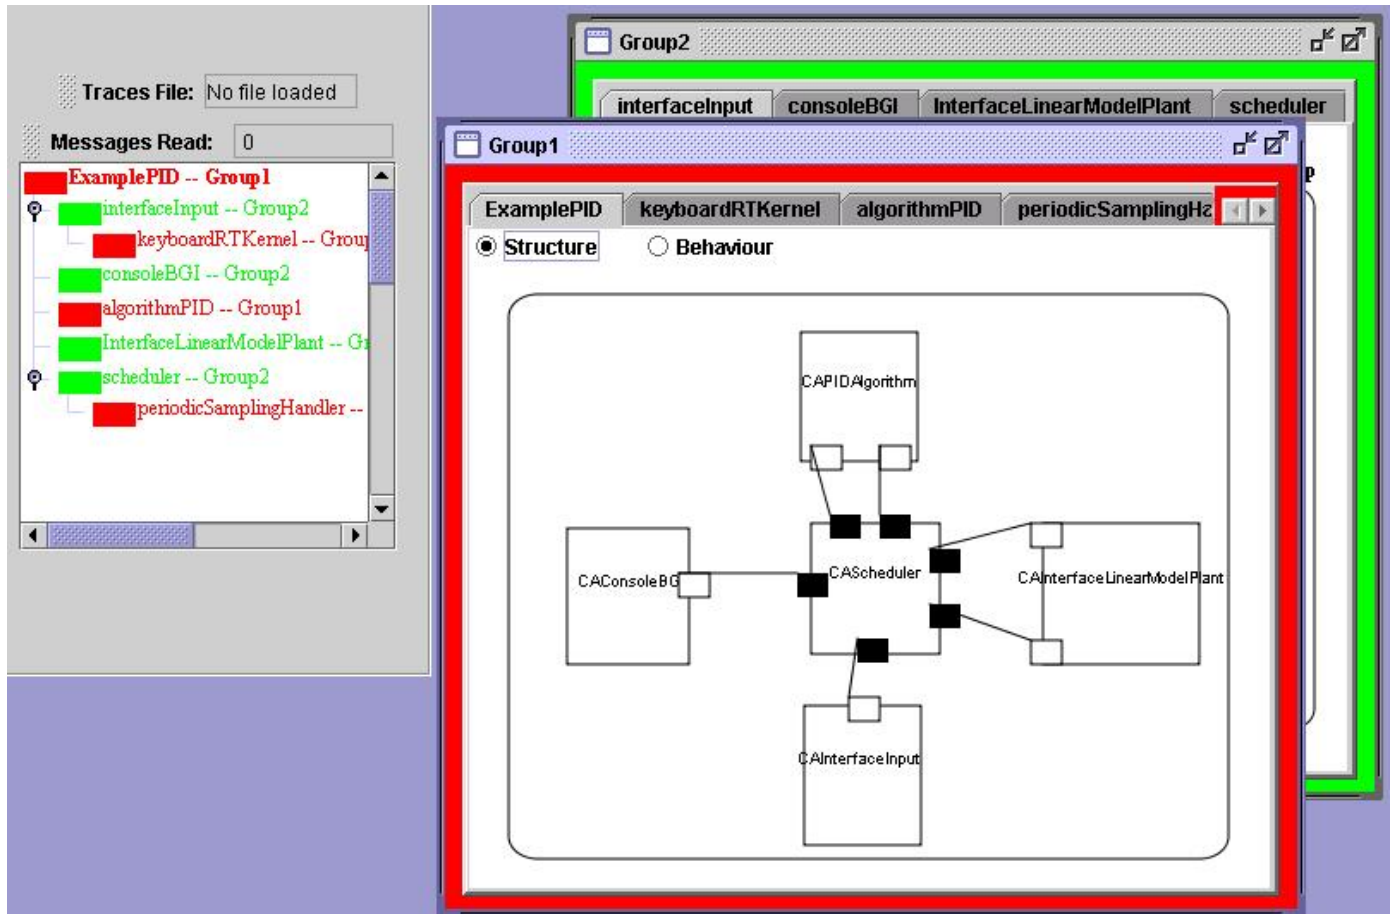 Traces File: No file loaded
Messages Read: 0
ExamplePID -- Group1
interfaceInput -- Group2
keyboardRTKernel -- Group
consoleBGI -- Group2
algorithmPID -- Group1
InterfaceLinearModelPlant -- Gr
scheduler -- Group2
periodicSamplingHandler --
Group2
interfaceInput consoleBGI InterfaceLinearModelPlant scheduler
p
Group1
ExamplePID keyboardRTKernel algorithmPID periodicSamplingHa
Structure Behaviour
CAPIDAlgorithm
CAConsoleBG
CAScheduler
CAInterfaceLinearModelPlant
CAInterfaceInput